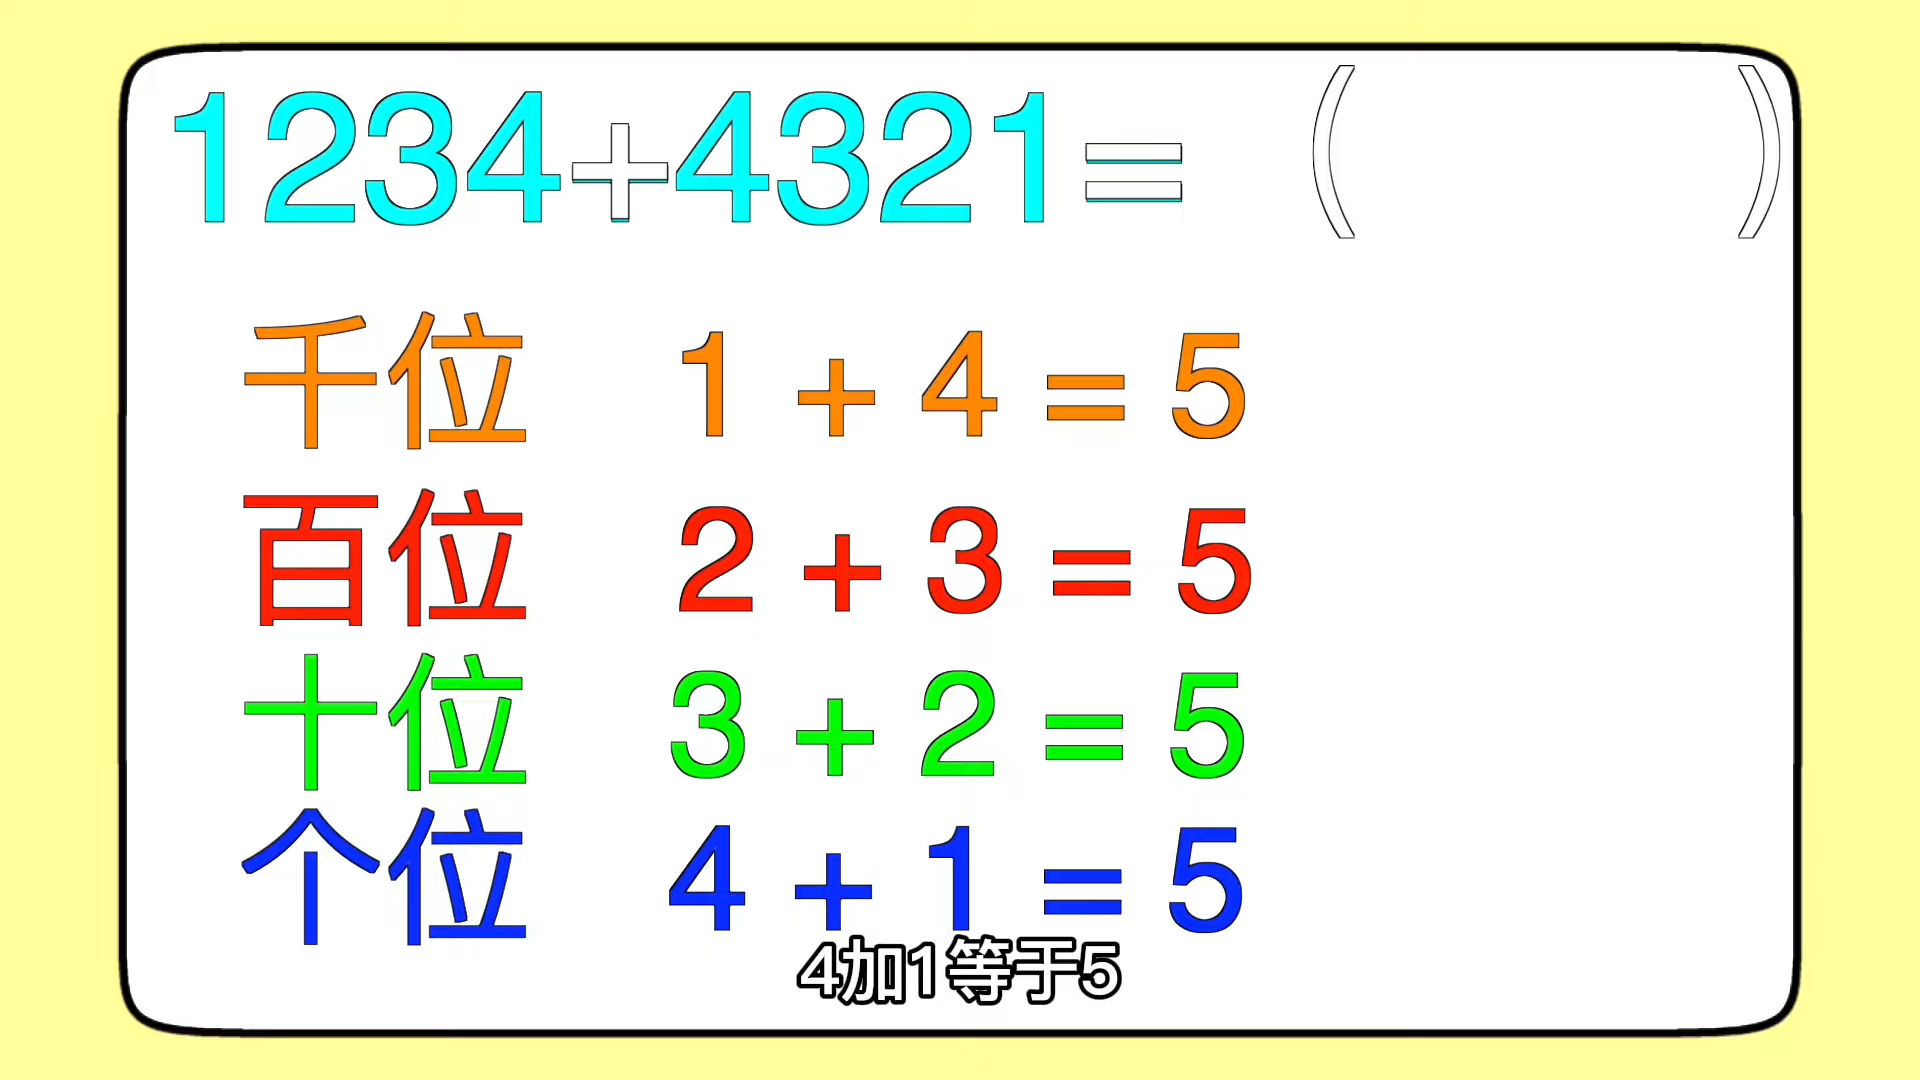 1234+4321= (     )
千位 1 + 4 = 5
百位 2 + 3 = 5
十位 3 + 2 = 5
个位 4 + 1 = 5
4加1等于5